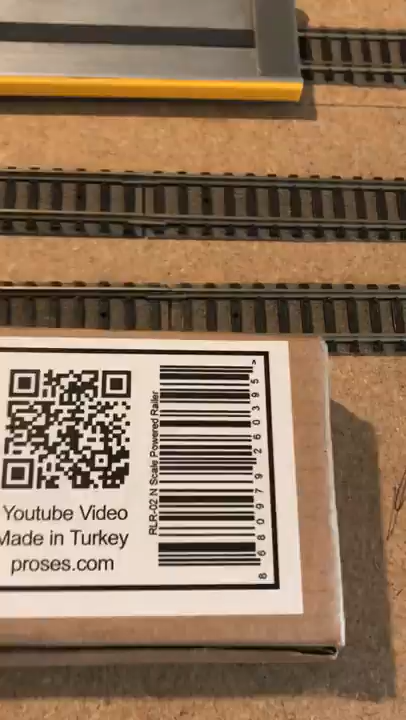 Youtube Video
Made in Turkey
proses.com
RLR-02 N Scale Powered Railer
8 680979 260395 >